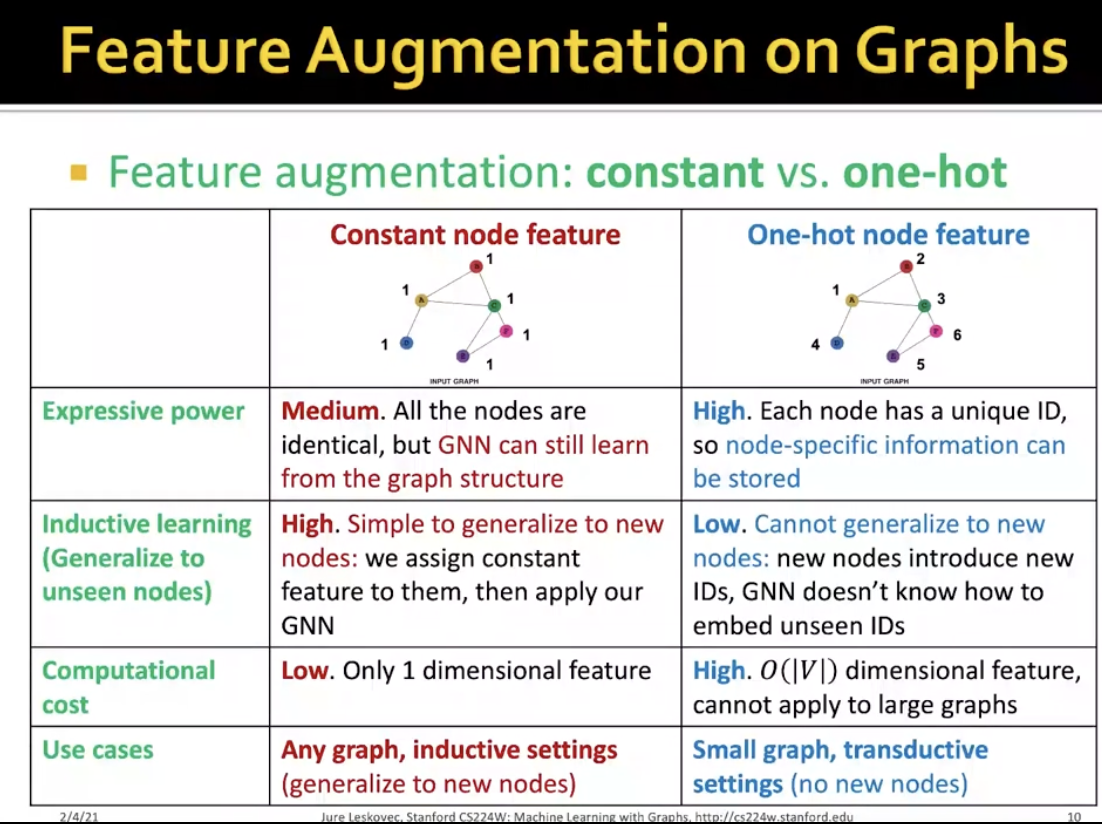 Feature Augmentation on Graphs
Feature augmentation: constant vs. one-hot
Constant node feature
One-hot node feature
1
B
1
A
1
C
1
F
1
D
1
INPUT GRAPH
2
1
A
3
C
6
F
4
D
5
INPUT GRAPH
Expressive power
Medium. All the nodes are
identical, but GNN can still learn
from the graph structure
High. Each node has a unique ID,
so node-specific information can
be stored
Inductive learning
(Generalize to
unseen nodes)
High. Simple to generalize to new
nodes: we assign constant
feature to them, then apply our
GNN
Low. Cannot generalize to new
nodes: new nodes introduce new
IDs, GNN doesn't know how to
embed unseen IDs
Computational
cost
Low. Only 1 dimensional feature
High. O(|V|) dimensional feature,
cannot apply to large graphs
Use cases
Any graph, inductive settings
(generalize to new nodes)
Small graph, transductive
settings (no new nodes)
2/4/21
Jure Leskovec, Stanford CS224W: Machine Learning with Graphs, http://cs224w.stanford.edu
10